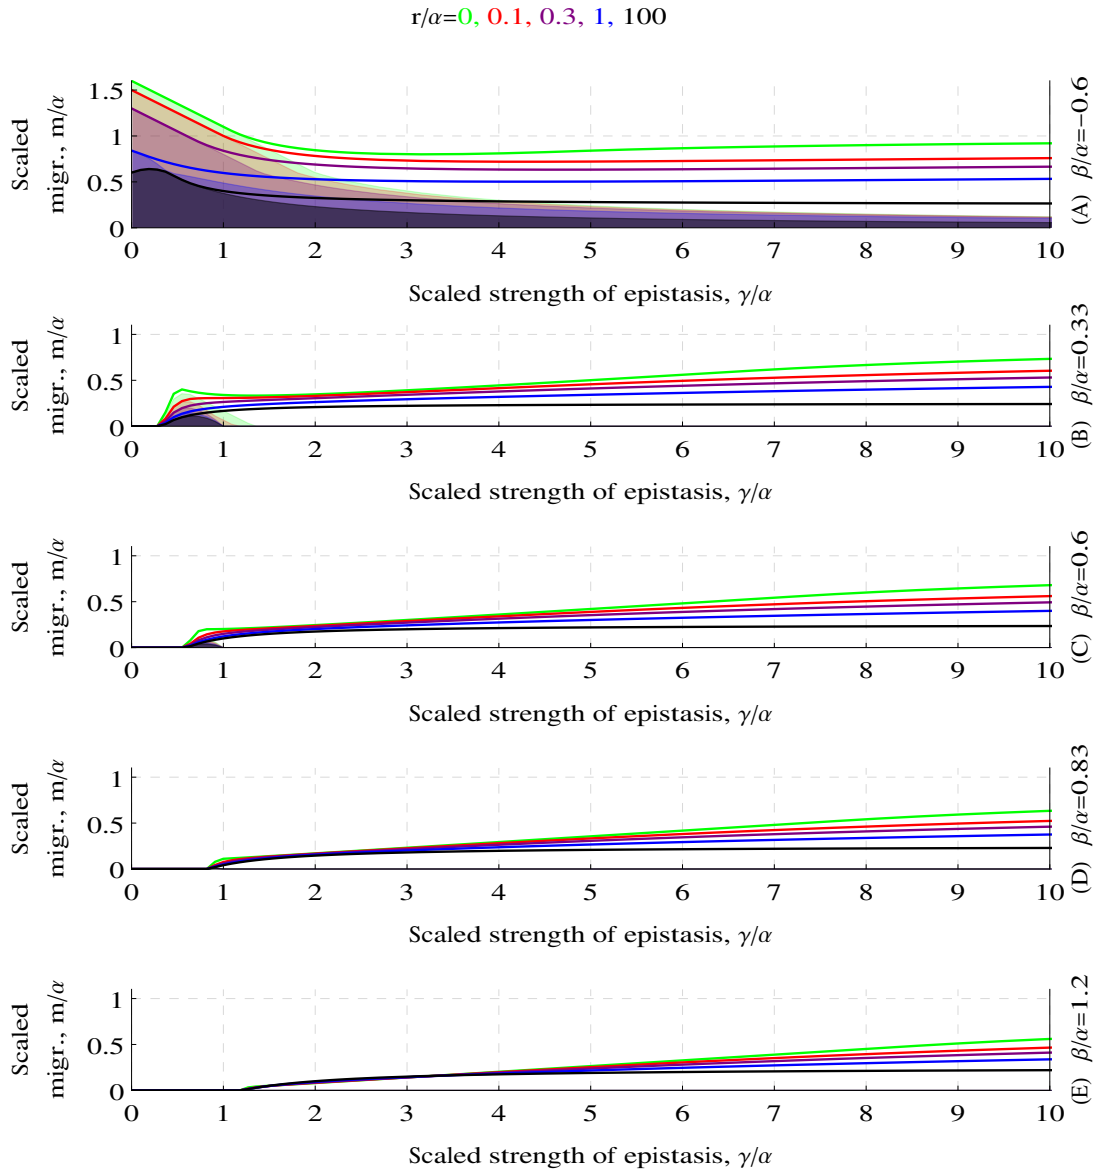 r/α=0, 0.1, 0.3, 1, 100
Scaled
migr., m/α
1.5
1
0.5
0
0 1 2 3 4 5 6 7 8 9 10
Scaled strength of epistasis, γ/α
(A) β/α=−0.6
Scaled
migr., m/α
1
0.5
0
0 1 2 3 4 5 6 7 8 9 10
Scaled strength of epistasis, γ/α
(B) β/α=0.33
Scaled
migr., m/α
1
0.5
0
0 1 2 3 4 5 6 7 8 9 10
Scaled strength of epistasis, γ/α
(C) β/α=0.6
Scaled
migr., m/α
1
0.5
0
0 1 2 3 4 5 6 7 8 9 10
Scaled strength of epistasis, γ/α
(D) β/α=0.83
Scaled
migr., m/α
1
0.5
0
0 1 2 3 4 5 6 7 8 9 10
Scaled strength of epistasis, γ/α
(E) β/α=1.2